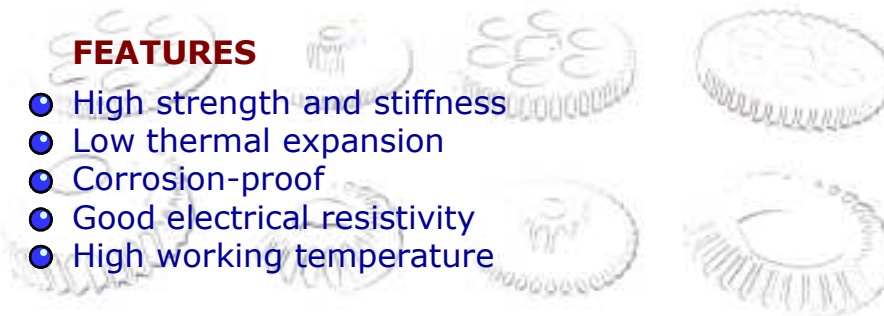 FEATURES
High strength and stiffness
Low thermal expansion
Corrosion-proof
Good electrical resistivity
High working temperature